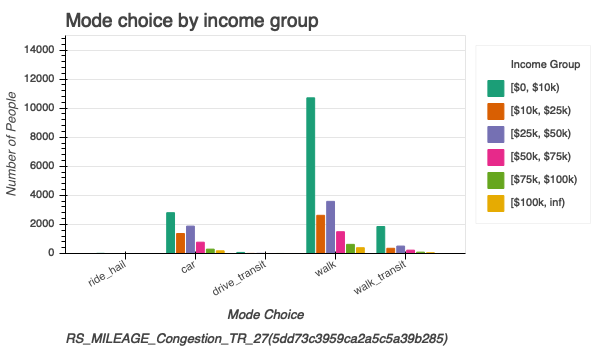 Mode choice by income group
14000
12000
10000
8000
6000
4000
2000
0
Number of People
ride_hail
car
drive_transit
walk
walk_transit
Mode Choice
RS_MILEAGE_Congestion_TR_27(5dd73c3959ca2a5c5a39b285)
Income Group
[$0, $10k)
[$10k, $25k)
[$25k, $50k)
[$50k, $75k)
[$75k, $100k)
[$100k, inf)